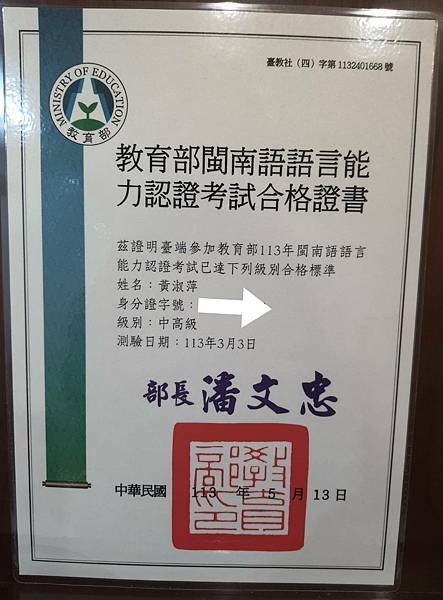 臺教社(四)字第1132401668號
MINISTRY OF EDUCATION
教育部
教育部閩南語語言能
力認證考試合格證書
茲證明臺端參加教育部113年閩南語語言
能力認證考試已達下列級別合格標準
姓名:黃淑萍
身分證字號:
級別:中高級
測驗日期:113年3月3日
部長 潘文忠
中華民國 113 年 5 月 13 日